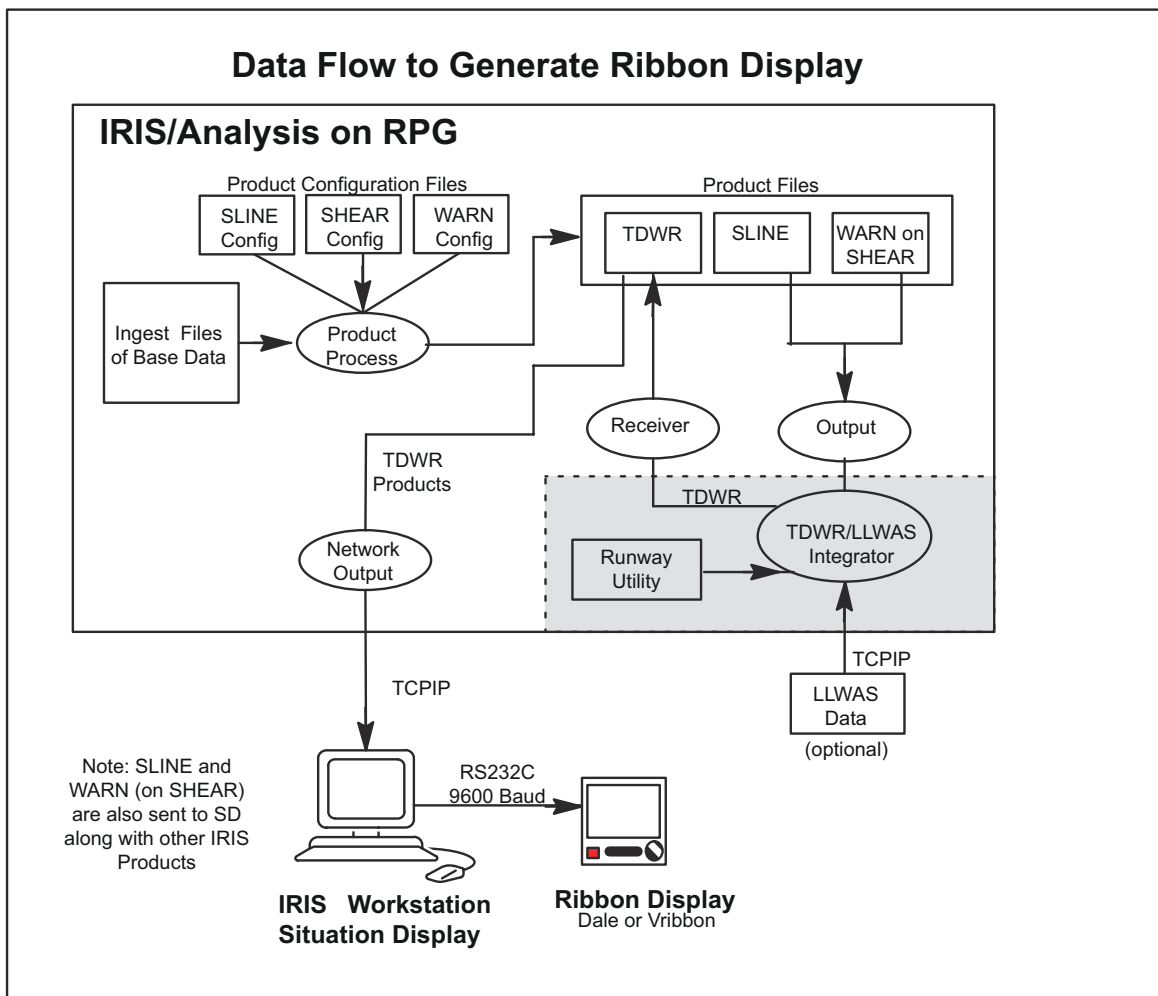 Data Flow to Generate Ribbon Display
IRIS/Analysis on RPG
Product Configuration Files
SLINE
Config
SHEAR
Config
WARN
Config
Product Files
TDWR
SLINE
WARN on
SHEAR
Ingest Files
of Base Data
Product
Process
Receiver
Output
TDWR
Products
TDWR
TDWR/LLWAS
Integrator
Network
Output
Runway
Utility
TCPIP
TCPIP
LLWAS
Data
(optional)
Note: SLINE and
WARN (on SHEAR)
are also sent to SD
along with other IRIS
Products
RS232C
9600 Baud
IRIS Workstation
Situation Display
Ribbon Display
Dale or Vribbon